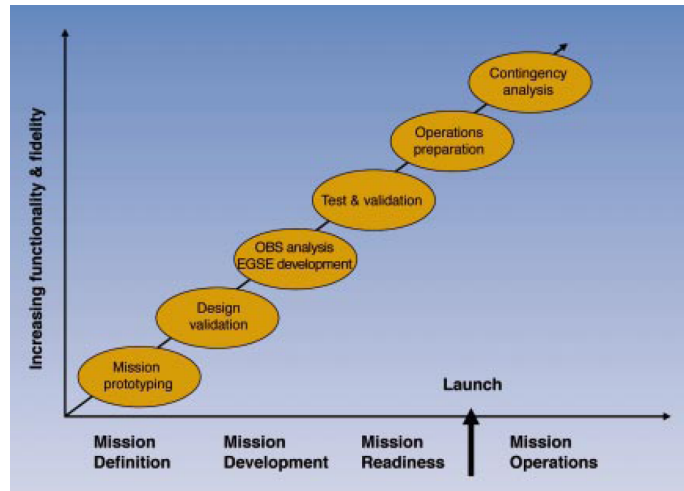 Increasing functionality & fidelity
Contingency
analysis
Operations
preparation
Test & validation
OBS analysis
EGSE development
Design
validation
Mission
prototyping
Launch
Mission
Definition
Mission
Development
Mission
Readiness
Mission
Operations